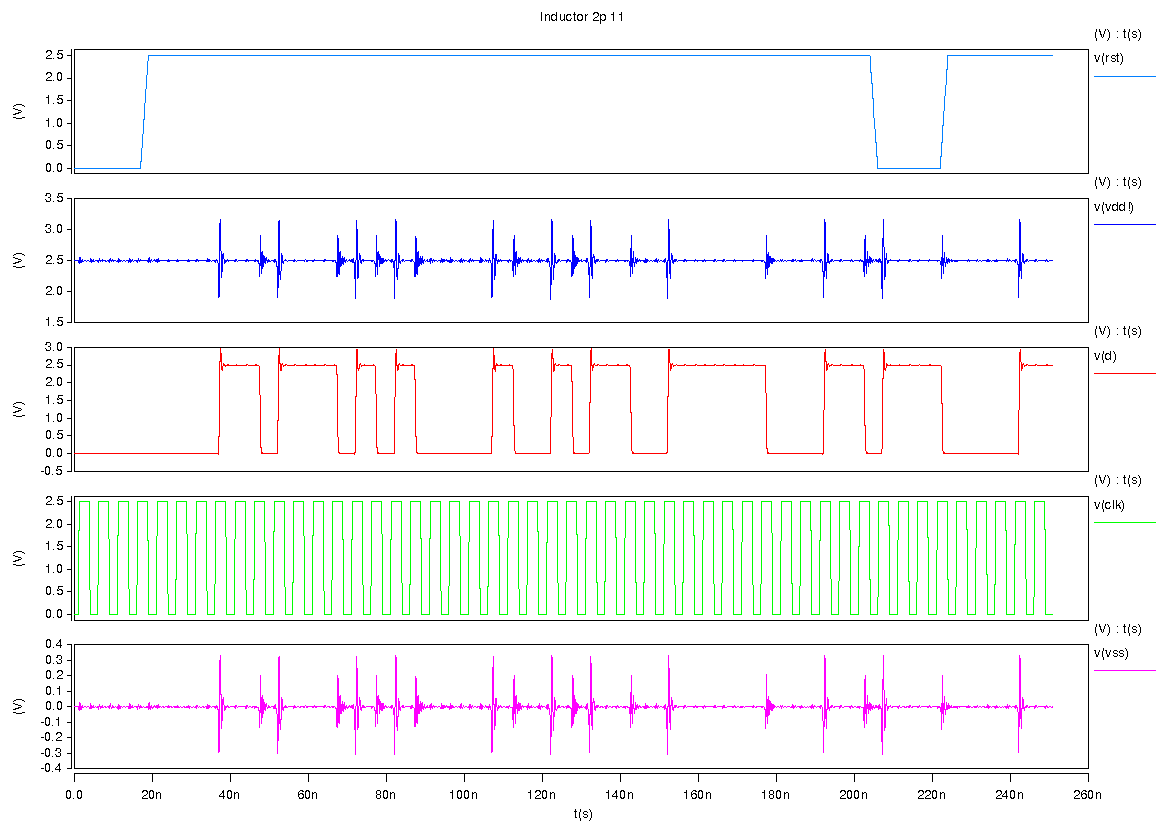 Inductor 2p 11
(V) : t(s)
v(rst)
2.5
2.0
1.5
1.0
0.5
0.0
(V)
(V) : t(s)
v(vdd!)
3.5
3.0
2.5
2.0
1.5
(V)
(V) : t(s)
v(d)
3.0
2.5
2.0
1.5
1.0
0.5
0.0
-0.5
(V)
(V) : t(s)
v(clk)
2.5
2.0
1.5
1.0
0.5
0.0
(V)
(V) : t(s)
v(vss)
0.4
0.3
0.2
0.1
0.0
-0.1
-0.2
-0.3
-0.4
(V)
0.0 20n 40n 60n 80n 100n 120n 140n 160n 180n 200n 220n 240n 260n
t(s)